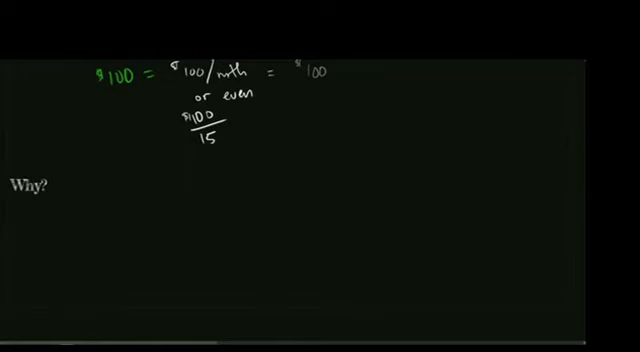 $100 = $100/mth = $100
or even
$100
15
Why?